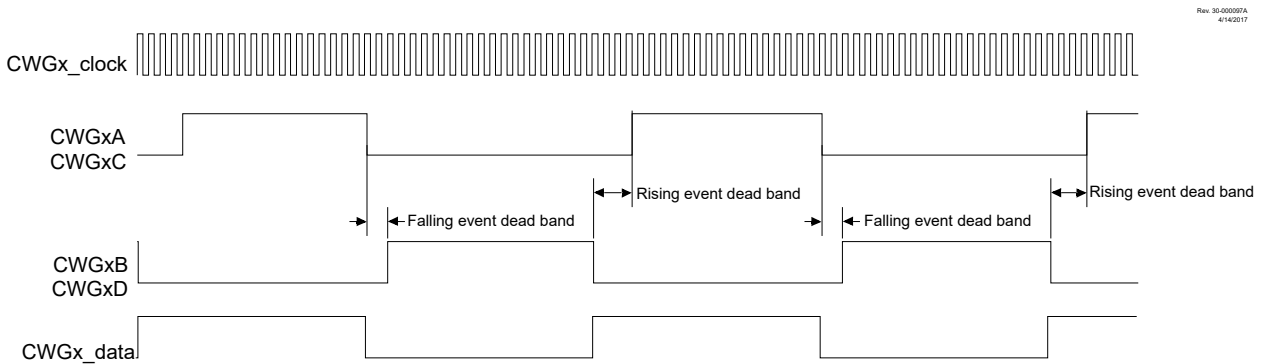 Rev. 30-000097A
4/14/2017
CWGx_clock
CWGxA
CWGxC
Rising event dead band
Rising event dead band
Falling event dead band
Falling event dead band
CWGxB
CWGxD
CWGx_data